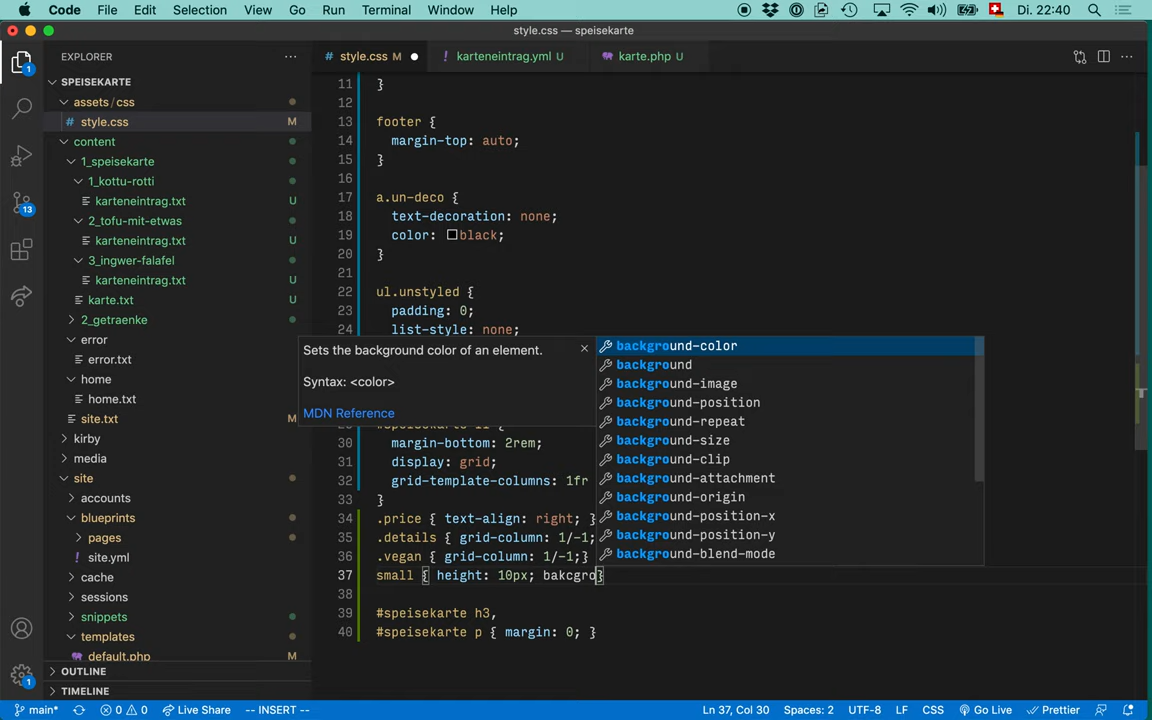 Code File Edit Selection View Go Run Terminal Window Help Di. 22:40
style.css — speisekarte
EXPLORER
style.css M
karteneintrag.yml U
karte.php U
SPEISEKARTE
assets/css
style.css M
content
1_speisekarte
1_kottu-rotti
karteneintrag.txt U
2_tofu-mit-etwas
karteneintrag.txt U
3_ingwer-falafel
karteneintrag.txt U
karte.txt U
2_getraenke
error
error.txt
home
home.txt
site.txt M
kirby
media
site
accounts
blueprints
pages
site.yml
cache
sessions
snippets
templates
default.php M
OUTLINE
TIMELINE
1
13
1
11 }
12
13 footer {
14 margin-top: auto;
15 }
16
17 a.un-deco {
18 text-decoration: none;
19 color: black;
20 }
21
22 ul.unstyled {
23 padding: 0;
24 list-style: none;
30 margin-bottom: 2rem;
31 display: grid;
32 grid-template-columns: 1fr
33 }
34 .price { text-align: right; }
35 .details { grid-column: 1/-1;
36 .vegan { grid-column: 1/-1;}
37 small { height: 10px; bakcgro}
38
39 #speisekarte h3,
40 #speisekarte p { margin: 0; }
Sets the background color of an element.
Syntax: <color>
MDN Reference
background-color
background
background-image
background-position
background-repeat
background-size
background-clip
background-attachment
background-origin
background-position-x
background-position-y
background-blend-mode
main* 0 0 Live Share -- INSERT -- Ln 37, Col 30 Spaces: 2 UTF-8 LF CSS Go Live Prettier